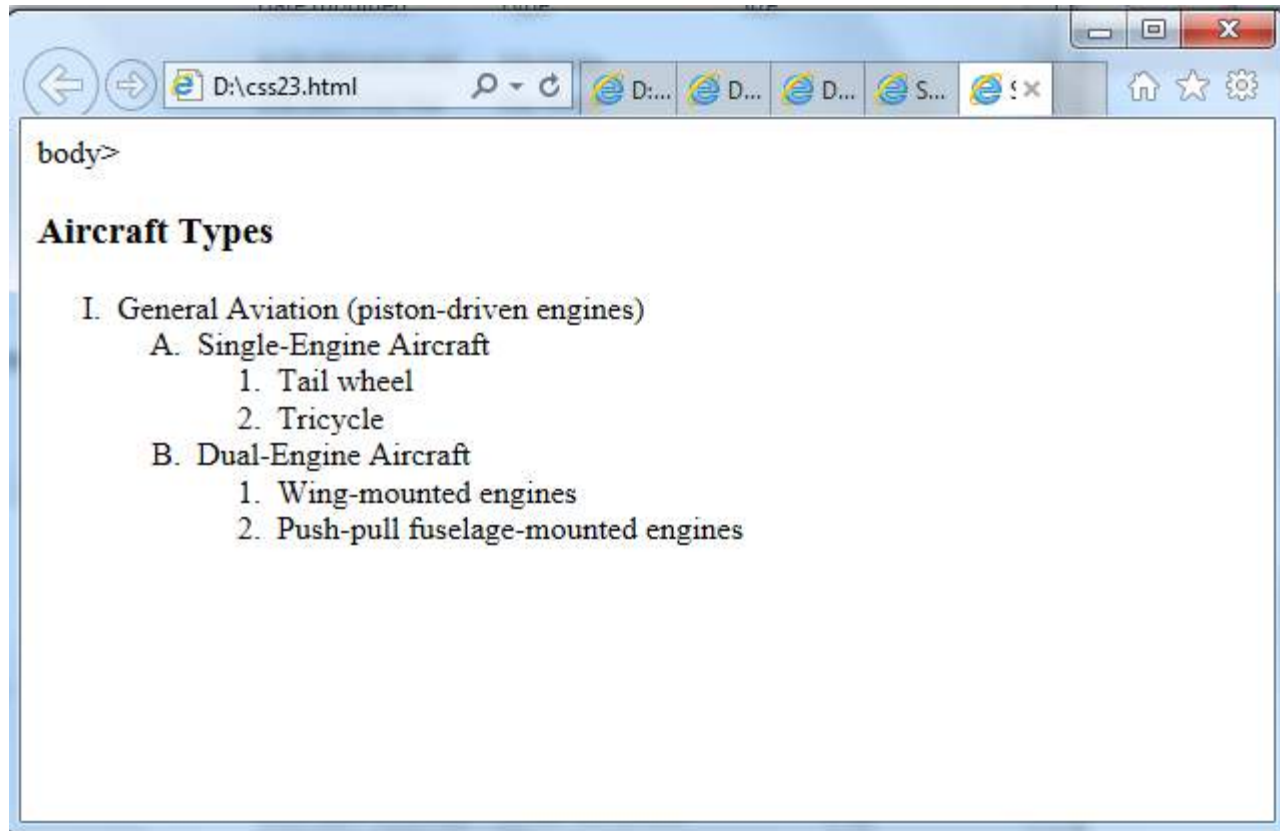 D:\css23.html D:... D... D... S...
body>
Aircraft Types
I. General Aviation (piston-driven engines)
A. Single-Engine Aircraft
1. Tail wheel
2. Tricycle
B. Dual-Engine Aircraft
1. Wing-mounted engines
2. Push-pull fuselage-mounted engines